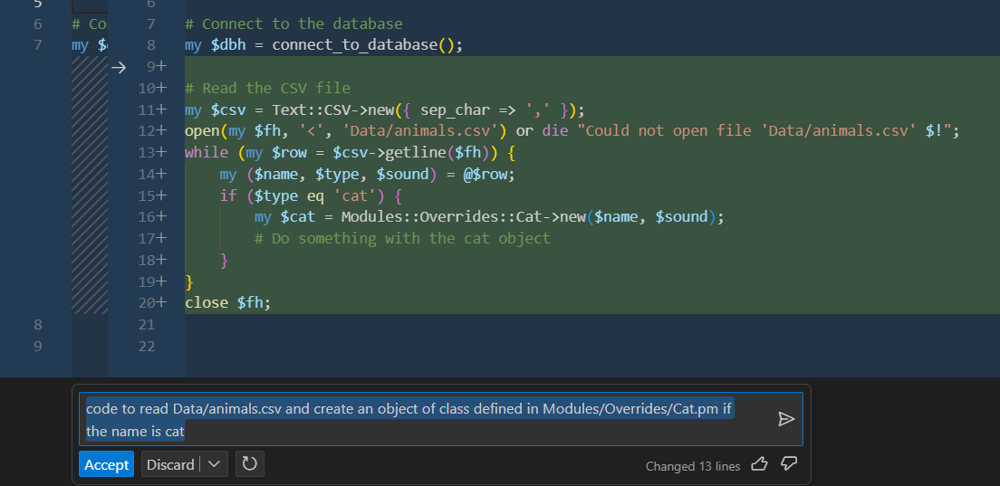 5 6
6 # Co 7 # Connect to the database
7 my $ 8 my $dbh = connect_to_database();
9+
10+ # Read the CSV file
11+ my $csv = Text::CSV->new({ sep_char => ',' });
12+ open(my $fh, '<', 'Data/animals.csv') or die "Could not open file 'Data/animals.csv' $!";
13+ while (my $row = $csv->getline($fh)) {
14+ my ($name, $type, $sound) = @$row;
15+ if ($type eq 'cat') {
16+ my $cat = Modules::Overrides::Cat->new($name, $sound);
17+ # Do something with the cat object
18+ }
19+ }
20+ close $fh;
8 21
9 22
code to read Data/animals.csv and create an object of class defined in Modules/Overrides/Cat.pm if
the name is cat
Accept Discard Changed 13 lines